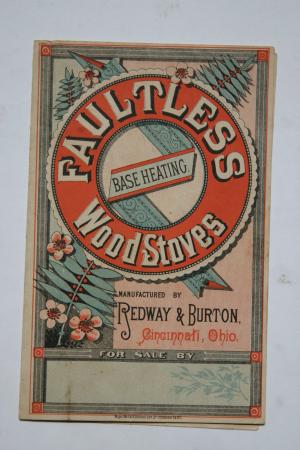 FAULTLESS
BASE HEATING.
WOOD STOVES
MANUFACTURED BY
REDWAY & BURTON,
Cincinnati, Ohio.
FOR SALE BY